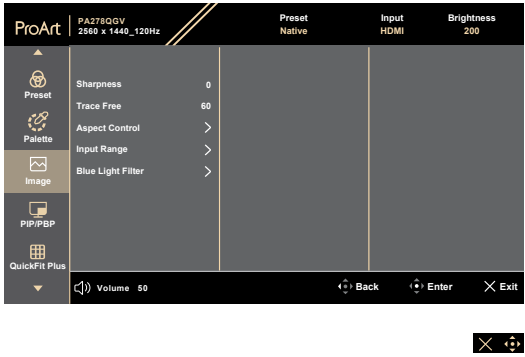 ProArt
PA278QGV
2560 x 1440_120Hz
Preset
Native
Input
HDMI
Brightness
200
Preset
Palette
Image
PIP/PBP
QuickFit Plus
Sharpness 0
Trace Free 60
Aspect Control
Input Range
Blue Light Filter
Volume 50
Back
Enter
Exit